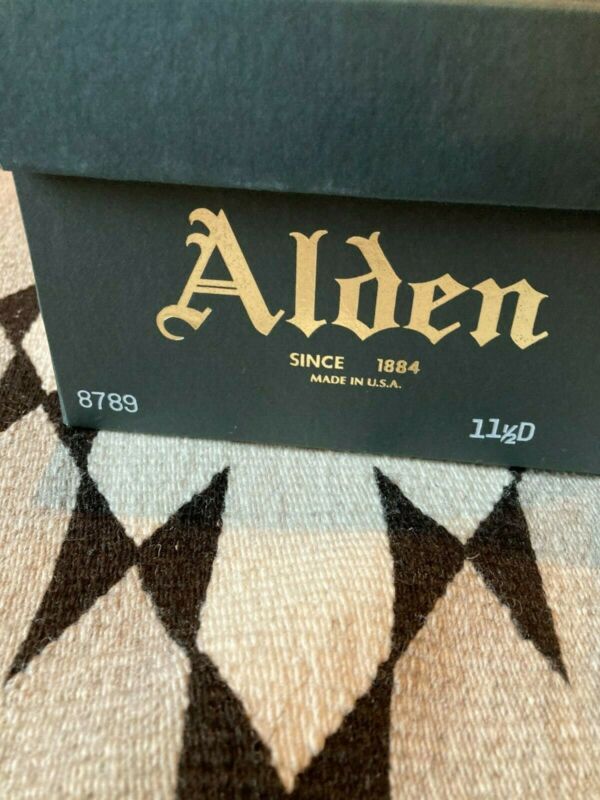 Alden
SINCE 1884
MADE IN U.S.A.
8789
11½D